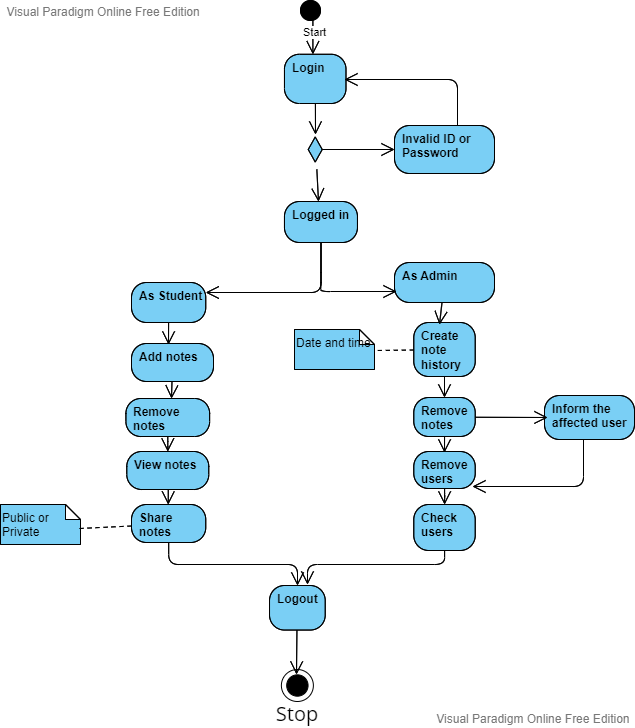 Visual Paradigm Online Free Edition
Start
Login
Invalid ID or
Password
Logged in
As Student
As Admin
Add notes
Date and time
Create
note
history
Remove
notes
Remove
notes
Inform the
affected user
View notes
Remove
users
Public or
Private
Share
notes
Check
users
Logout
Stop
Visual Paradigm Online Free Edition